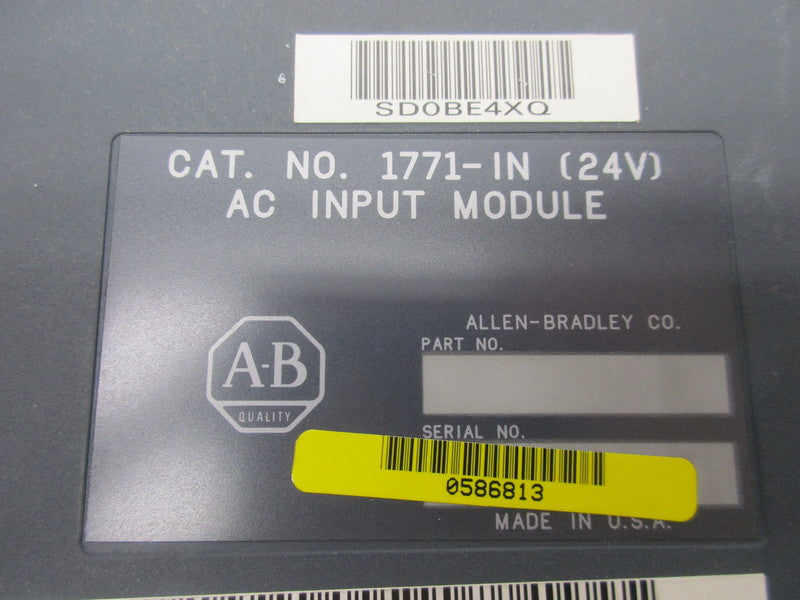 SD0BE4XQ
CAT. NO. 1771-IN (24V)
AC INPUT MODULE
ALLEN-BRADLEY CO.
PART NO.
A-B
QUALITY
SERIAL NO.
0586813
MADE IN U.S.A.